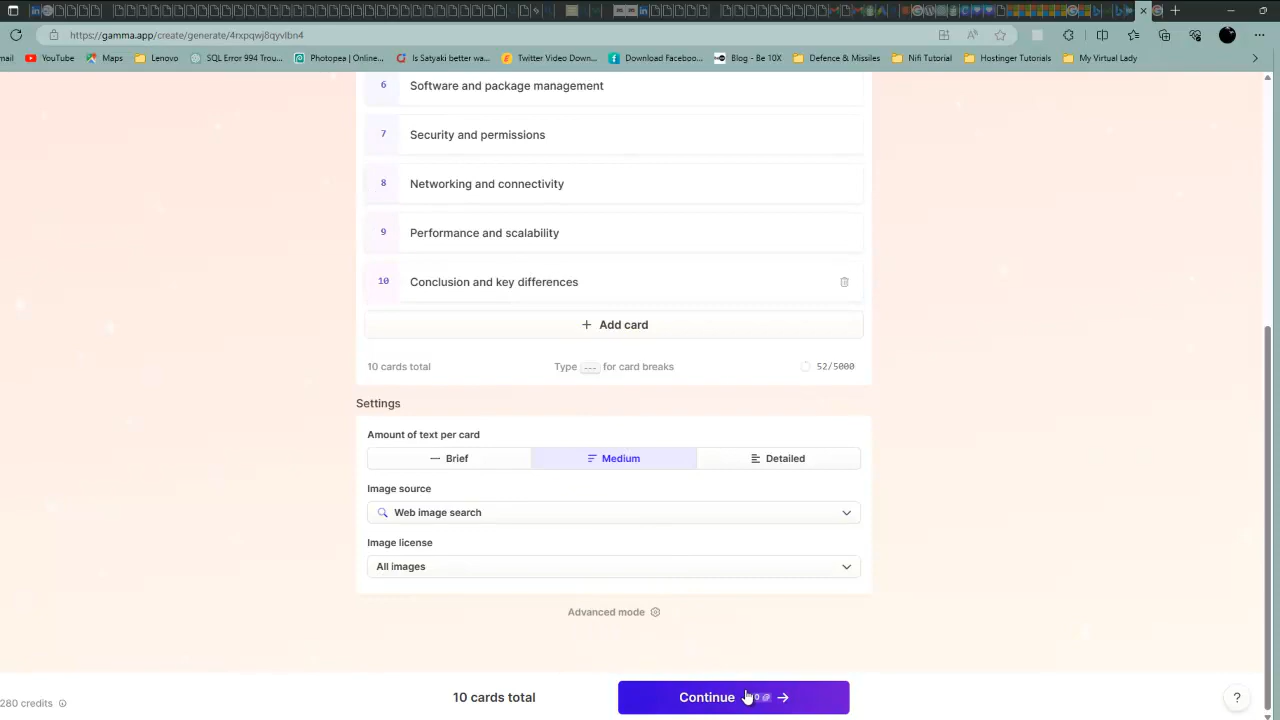 https://gamma.app/create/generate/4rxpqwj8qyvlbn4
mail YouTube Maps Lenovo SQL Error 994 Trou... Photopea | Online... Is Satyaki better wa... Twitter Video Down... Download Faceboo... Blog - Be 10X Defence & Missiles Nifi Tutorial Hostinger Tutorials My Virtual Lady
6 Software and package management
7 Security and permissions
8 Networking and connectivity
9 Performance and scalability
10 Conclusion and key differences
+ Add card
10 cards total Type --- for card breaks 52/5000
Settings
Amount of text per card
Brief Medium Detailed
Image source
Web image search
Image license
All images
Advanced mode
280 credits 10 cards total Continue ?